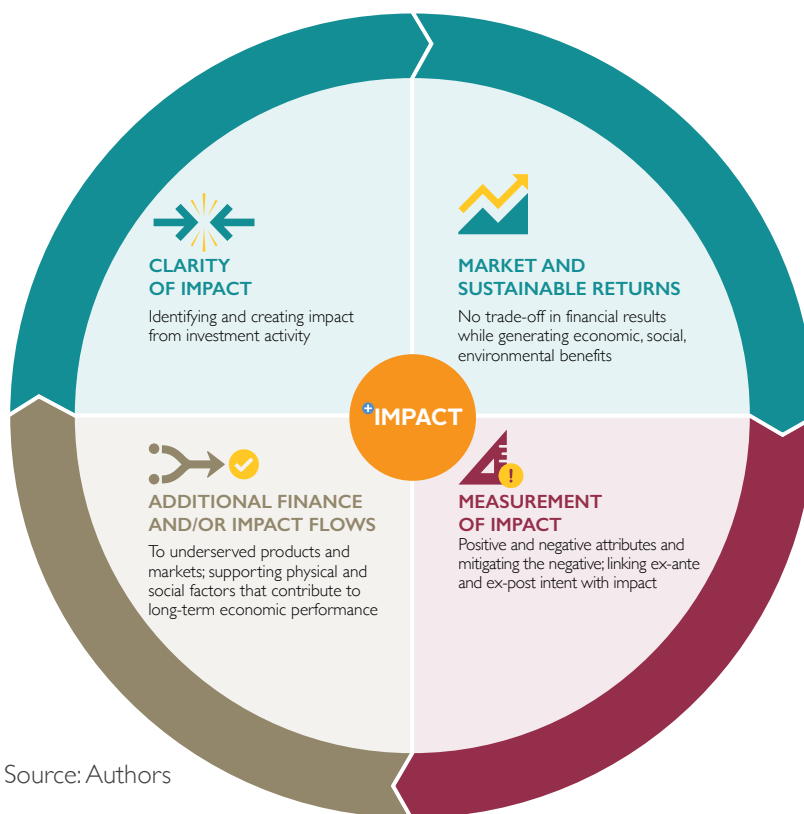 CLARITY
OF IMPACT
Identifying and creating impact
from investment activity
MARKET AND
SUSTAINABLE RETURNS
No trade-off in financial results
while generating economic, social,
environmental benefits
+IMPACT
ADDITIONAL FINANCE
AND/OR IMPACT FLOWS
To underserved products and
markets; supporting physical and
social factors that contribute to
long-term economic performance
!
MEASUREMENT
OF IMPACT
Positive and negative attributes and
mitigating the negative; linking ex-ante
and ex-post intent with impact
Source: Authors